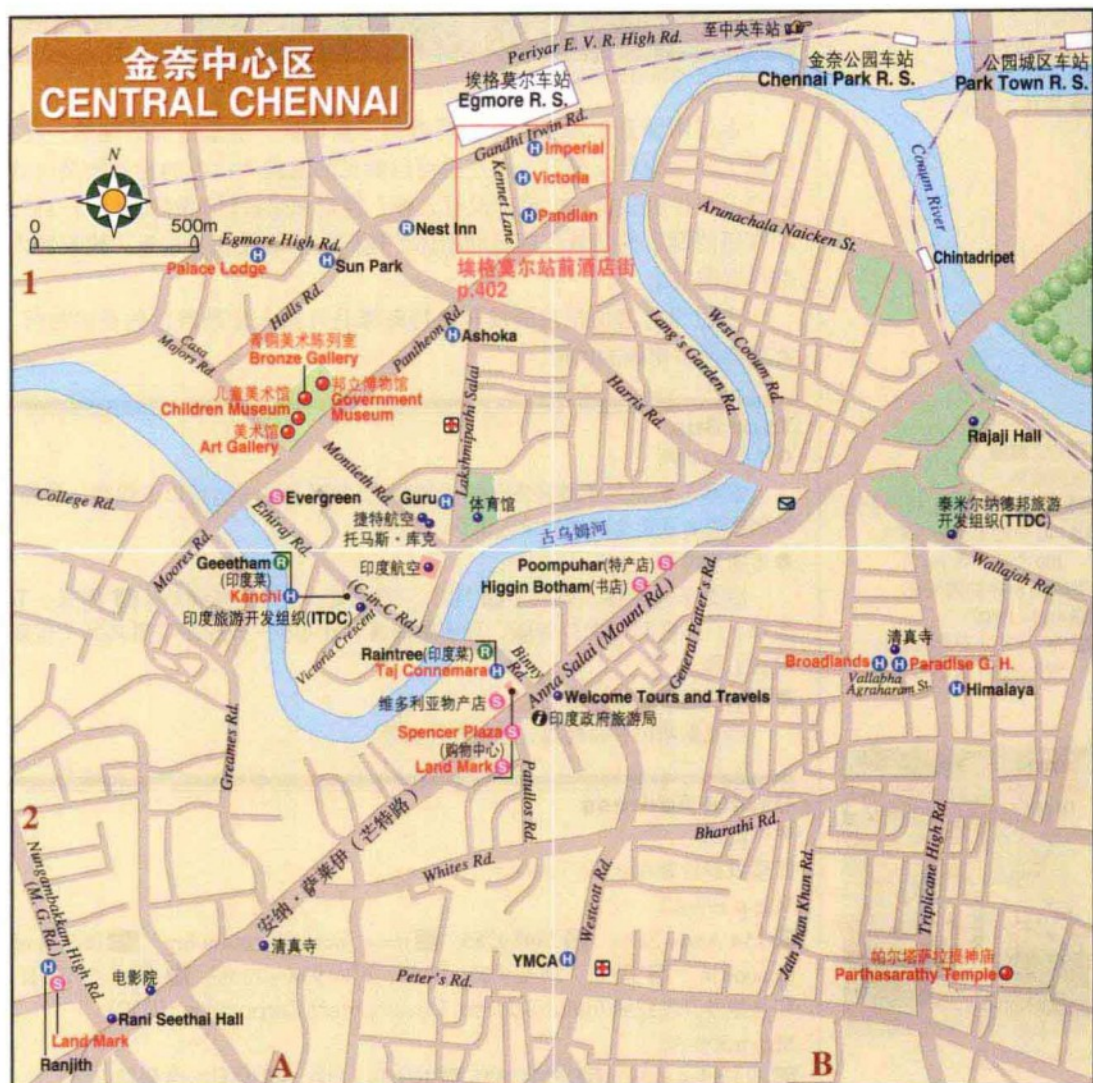 金奈中心区
CENTRAL CHENNAI
Periyar E. V. R. High Rd.
至中央车站
金奈公园车站
Chennai Park R. S.
公园城区车站
Park Town R. S.
埃格莫尔车站
Egmore R. S.
N
0
500m
Gandhi Irwin Rd.
Kennet Lane
Imperial
Victoria
Pandian
埃格莫尔站前酒店街
p.402
Nest Inn
Egmore High Rd.
Palace Lodge
Sun Park
1
Halls Rd.
Casa
Majors Rd.
Pantheon Rd.
Ashoka
Arunachala Naicken St.
Cooum River
Chintadripet
Lang's Garden Rd.
West Cooum Rd.
Harris Rd.
青铜美术陈列室
Bronze Gallery
儿童美术馆
Children Museum
邦立博物馆
Government
Museum
美术馆
Art Gallery
Lakshmipathi Salai
Rajaji Hall
Montieth Rd.
College Rd.
Evergreen
Guru
体育馆
捷特航空
托马斯·库克
Ethiraj Rd.
(C-in-C Rd.)
Moores Rd.
古乌姆河
泰米尔纳德邦旅游
开发组织(TTDC)
Wallajah Rd.
Geeetham
(印度菜)
Kanchi
印度航空
印度旅游开发组织(ITDC)
Victoria Crescent
Poompuhar(特产店)
Higgin Botham(书店)
Anna Salai (Mount Rd.)
General Patter's Rd.
Raintree(印度菜)
Taj Connemara
Binny
Rd.
清真寺
Broadlands
Paradise G. H.
Vallabha
Agraharam St.
Himalaya
维多利亚物产店
Welcome Tours and Travels
印度政府旅游局
Spencer Plaza
(购物中心)
Land Mark
Patullos Rd.
Greames Rd.
2
安纳·萨莱伊(芒特路)
Whites Rd.
Bharathi Rd.
Westcott Rd.
Jain Jhan Khan Rd.
Triplicane High Rd.
Nungambakkam High Rd.
(M. G. Rd.)
清真寺
电影院
Peter's Rd.
YMCA
帕尔塔萨拉提神庙
Parthasarathy Temple
Rani Seethai Hall
Land Mark
Ranjith
A
B